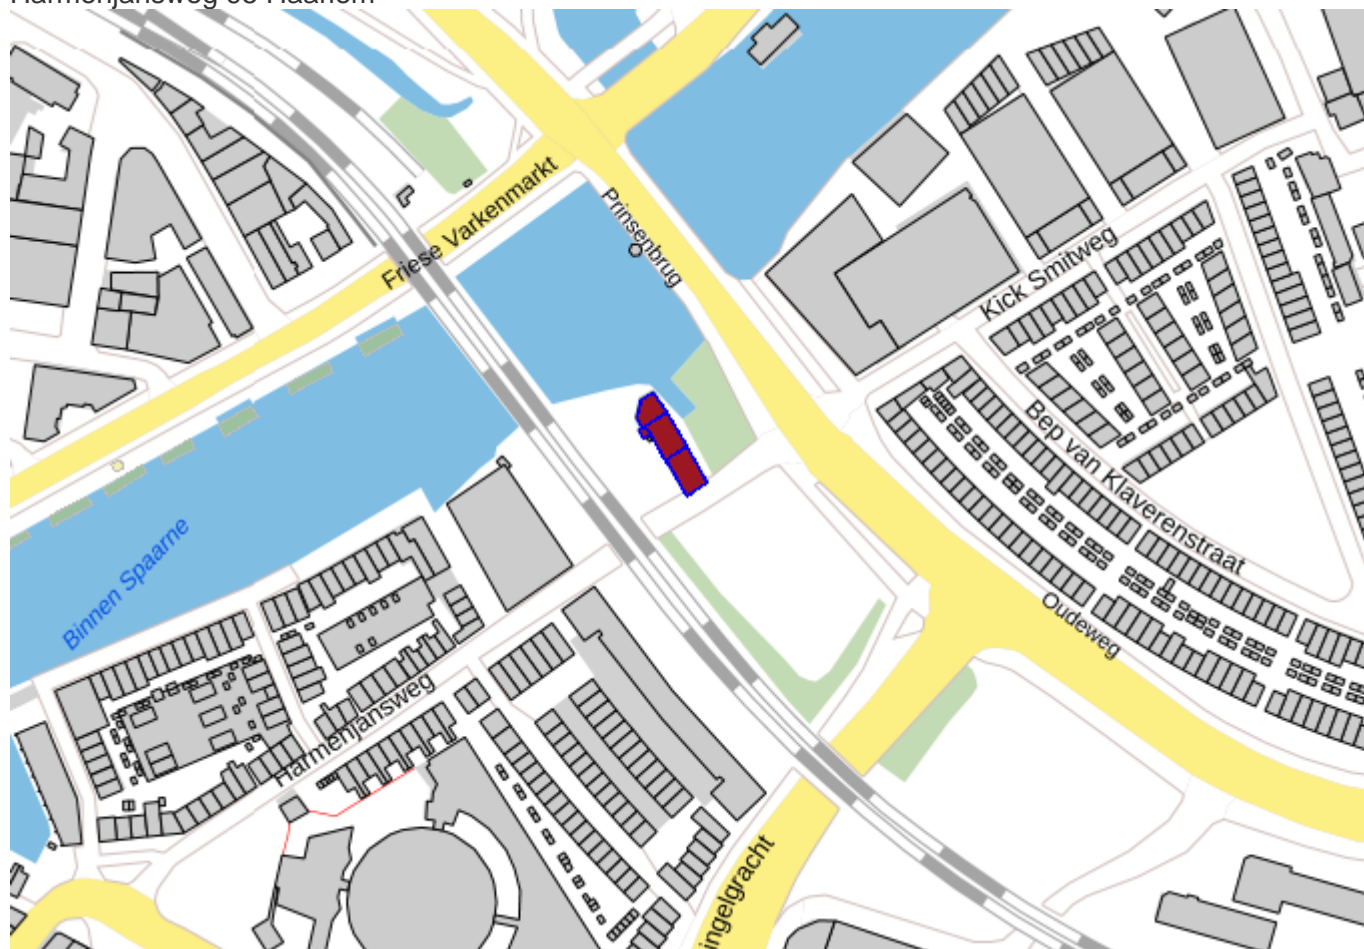 Friese Varkenmarkt
Prinsenbrug
Kick Smitweg
Bep van Klaverenstraat
Binnen Spaarne
Oudeweg
Harmenjansweg
ingelgracht